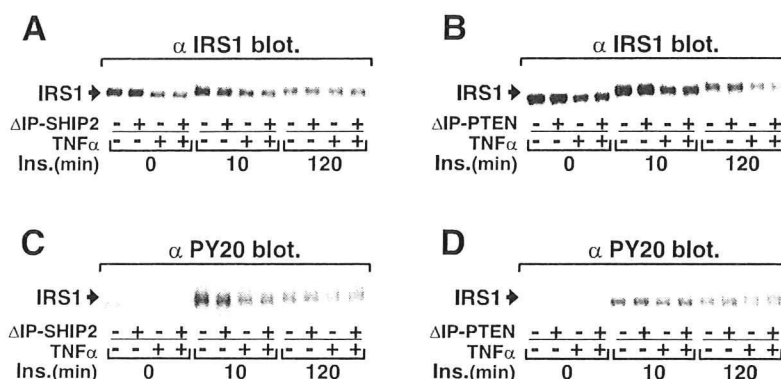 A
α IRS1 blot.
IRS1
ΔIP-SHIP2 - + - + - + - + - + - +
TNFα - - + + - - + + - - + +
Ins.(min) 0 10 120
B
α IRS1 blot.
IRS1
ΔIP-PTEN - + - + - + - + - + - +
TNFα - - + + - - + + - - + +
Ins.(min) 0 10 120
C
α PY20 blot.
IRS1
ΔIP-SHIP2 - + - + - + - + - + - +
TNFα - - + + - - + + - - + +
Ins.(min) 0 10 120
D
α PY20 blot.
IRS1
ΔIP-PTEN - + - + - + - + - + - +
TNFα - - + + - - + + - - + +
Ins.(min) 0 10 120